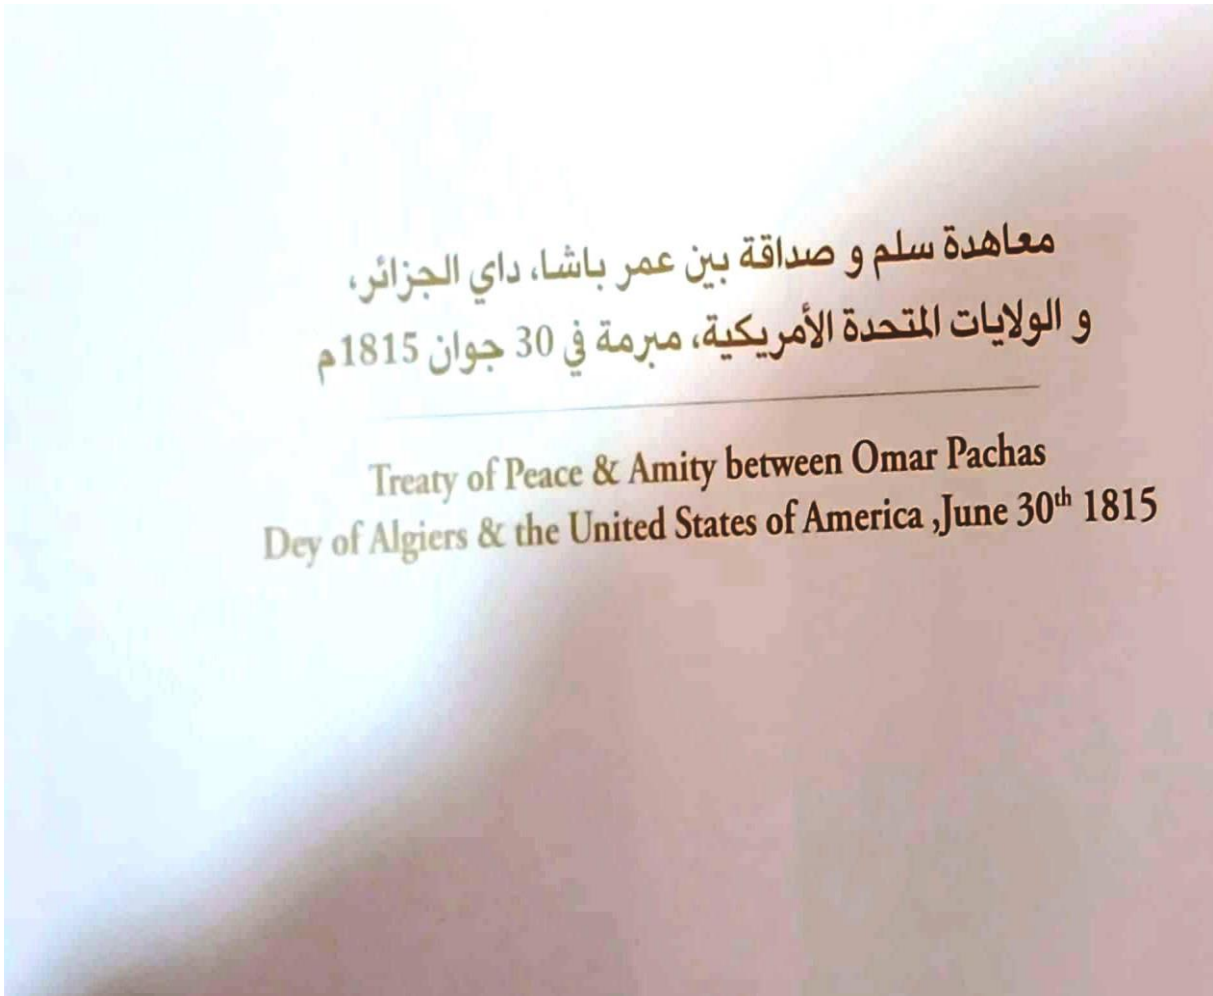 معاهدة سلم و صداقة بين عمر باشا، داي الجزائر،
و الولايات المتحدة الأمريكية، مبرمة في 30 جوان 1815م
Treaty of Peace & Amity between Omar Pachas
Dey of Algiers & the United States of America ,June 30th 1815